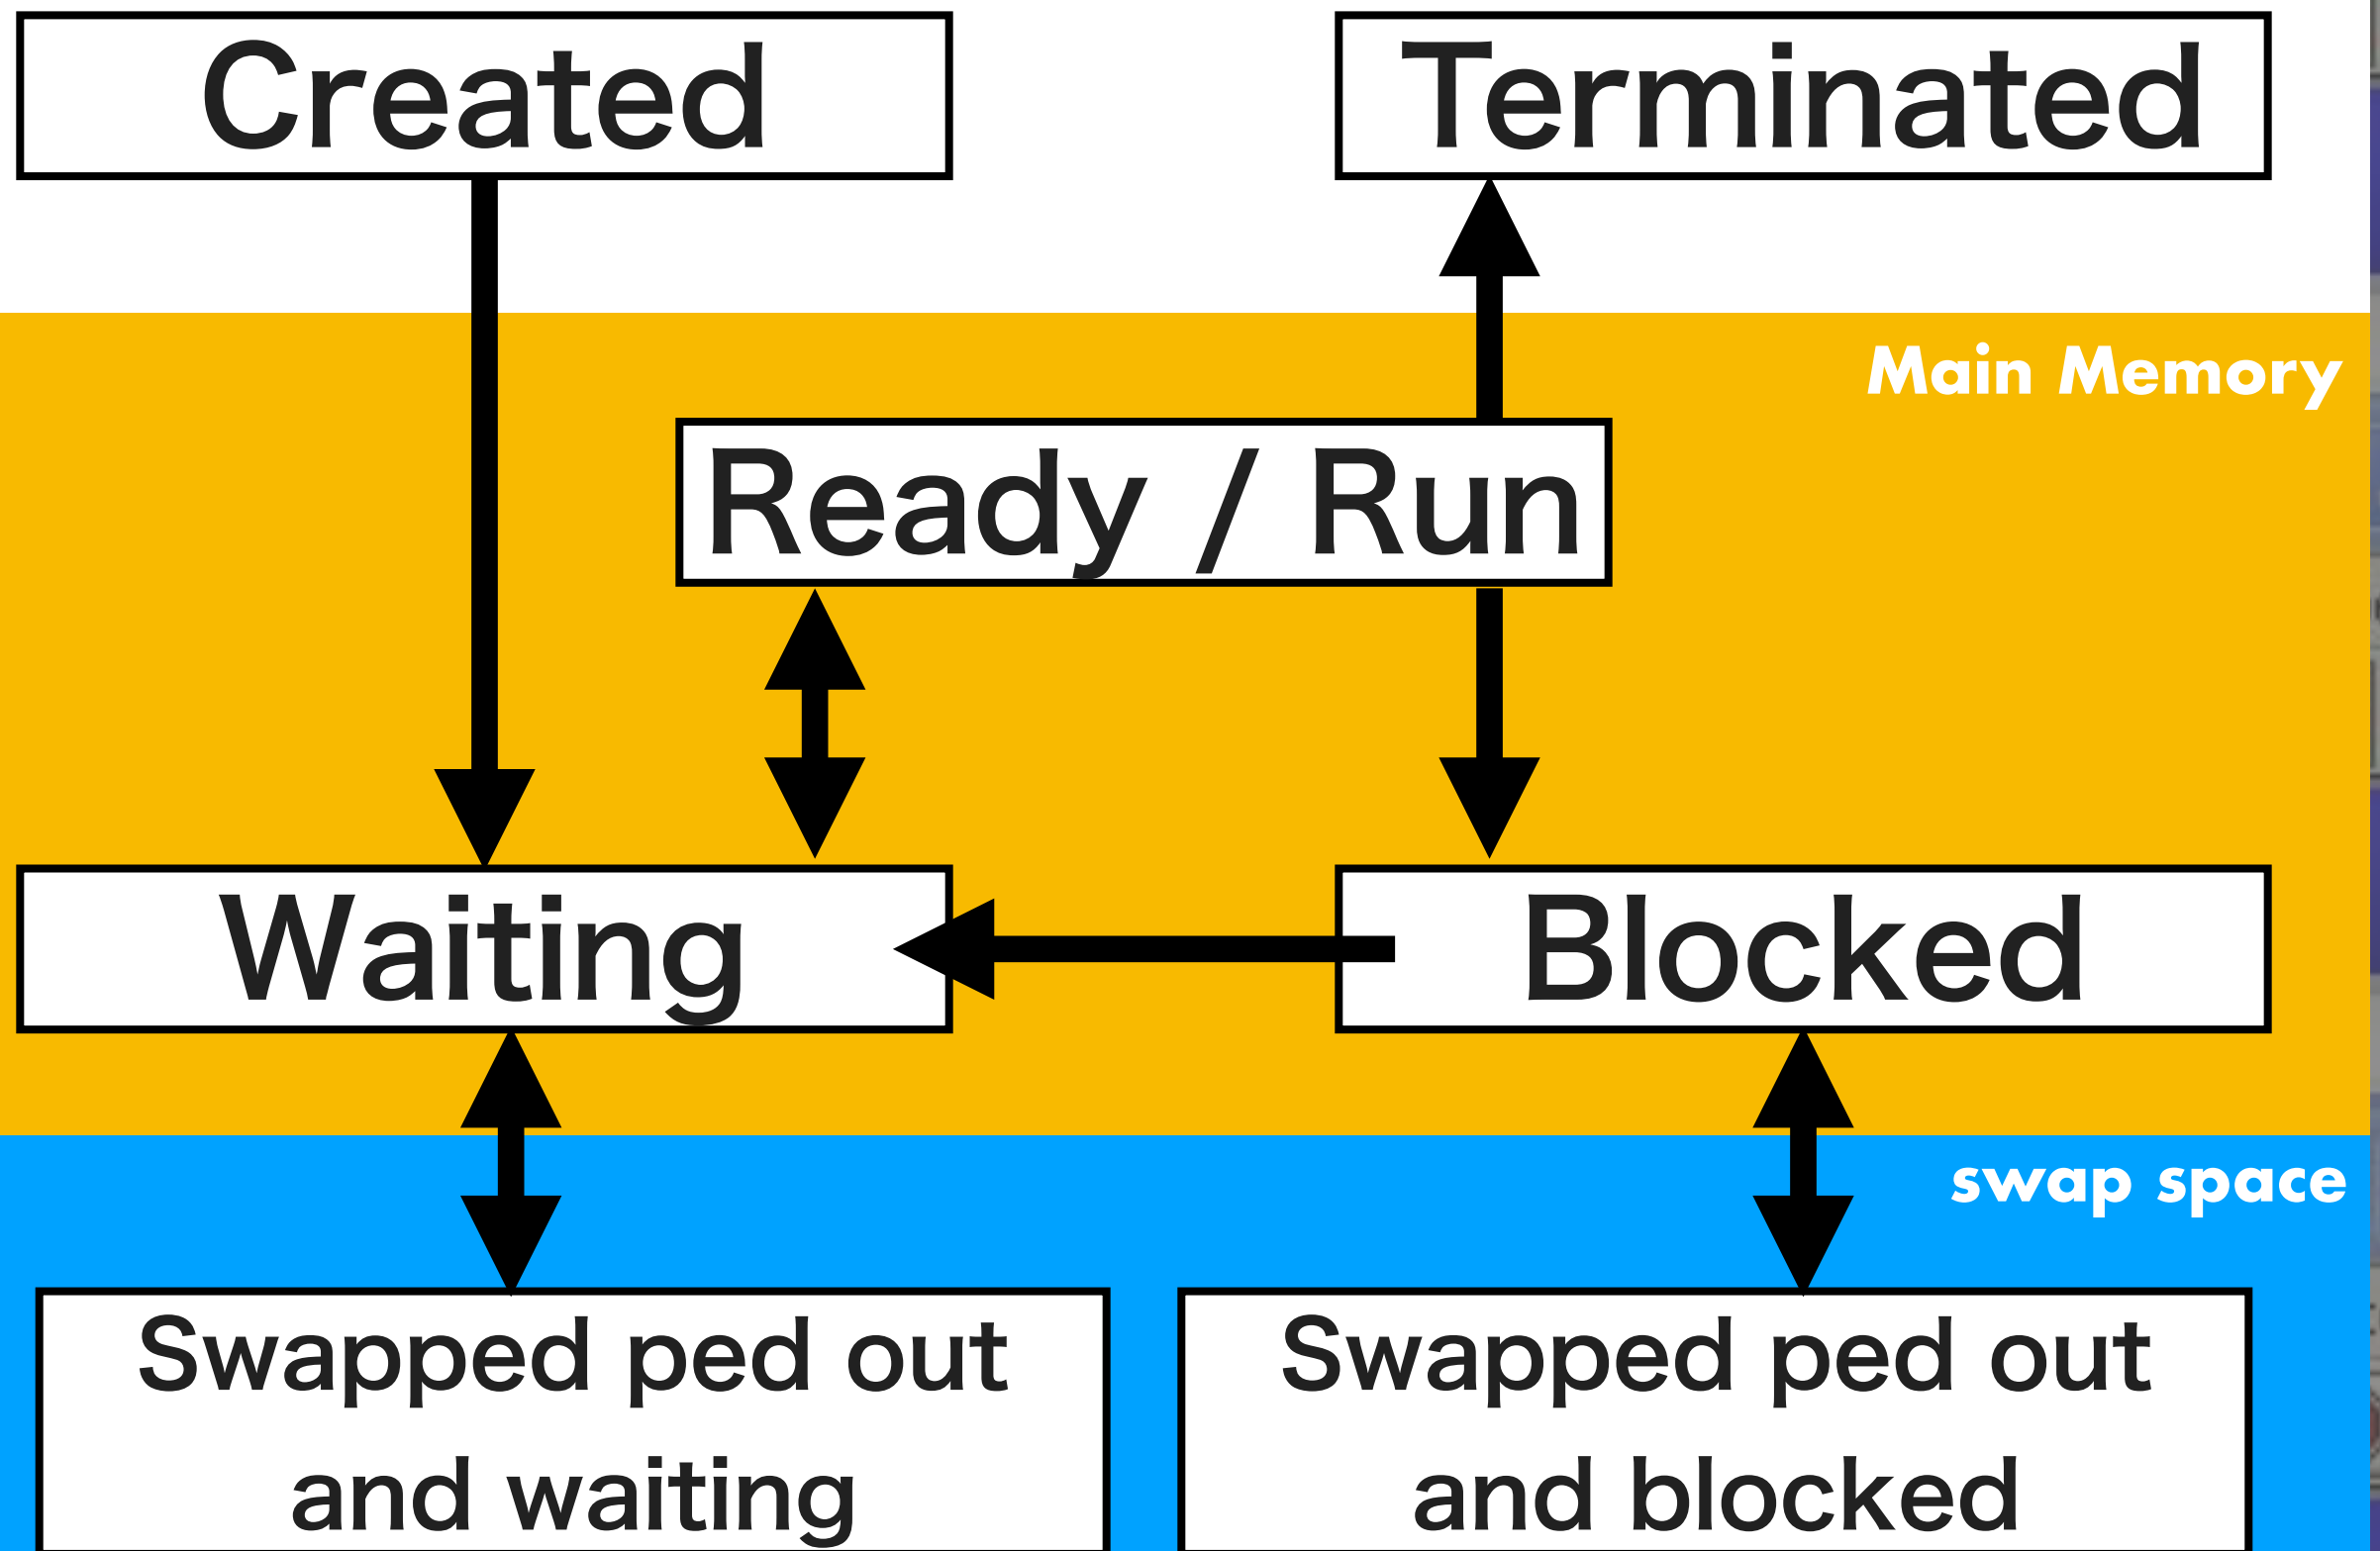 Created
Terminated
Main Memory
Ready / Run
Waiting
Blocked
swap space
Swapped ped out
and waiting
Swapped ped out
and blocked